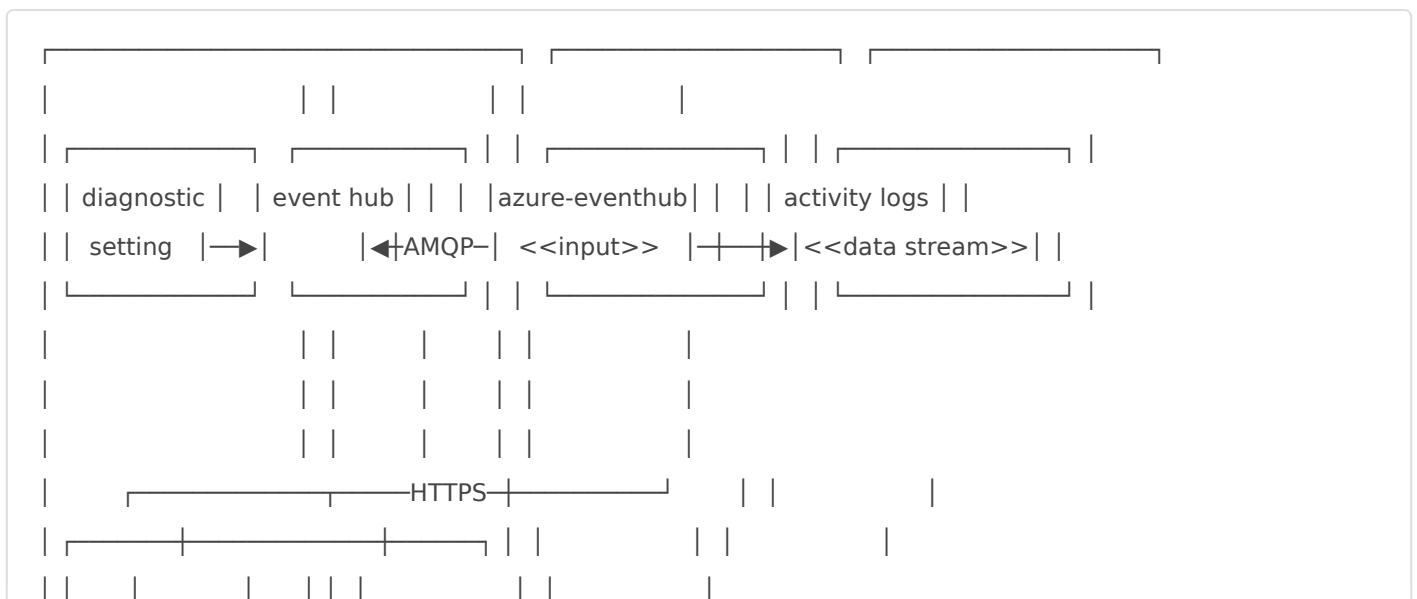 diagnostic event hub azure-eventhub activity logs
setting AMQP <<input>> <<data stream>>
HTTPS